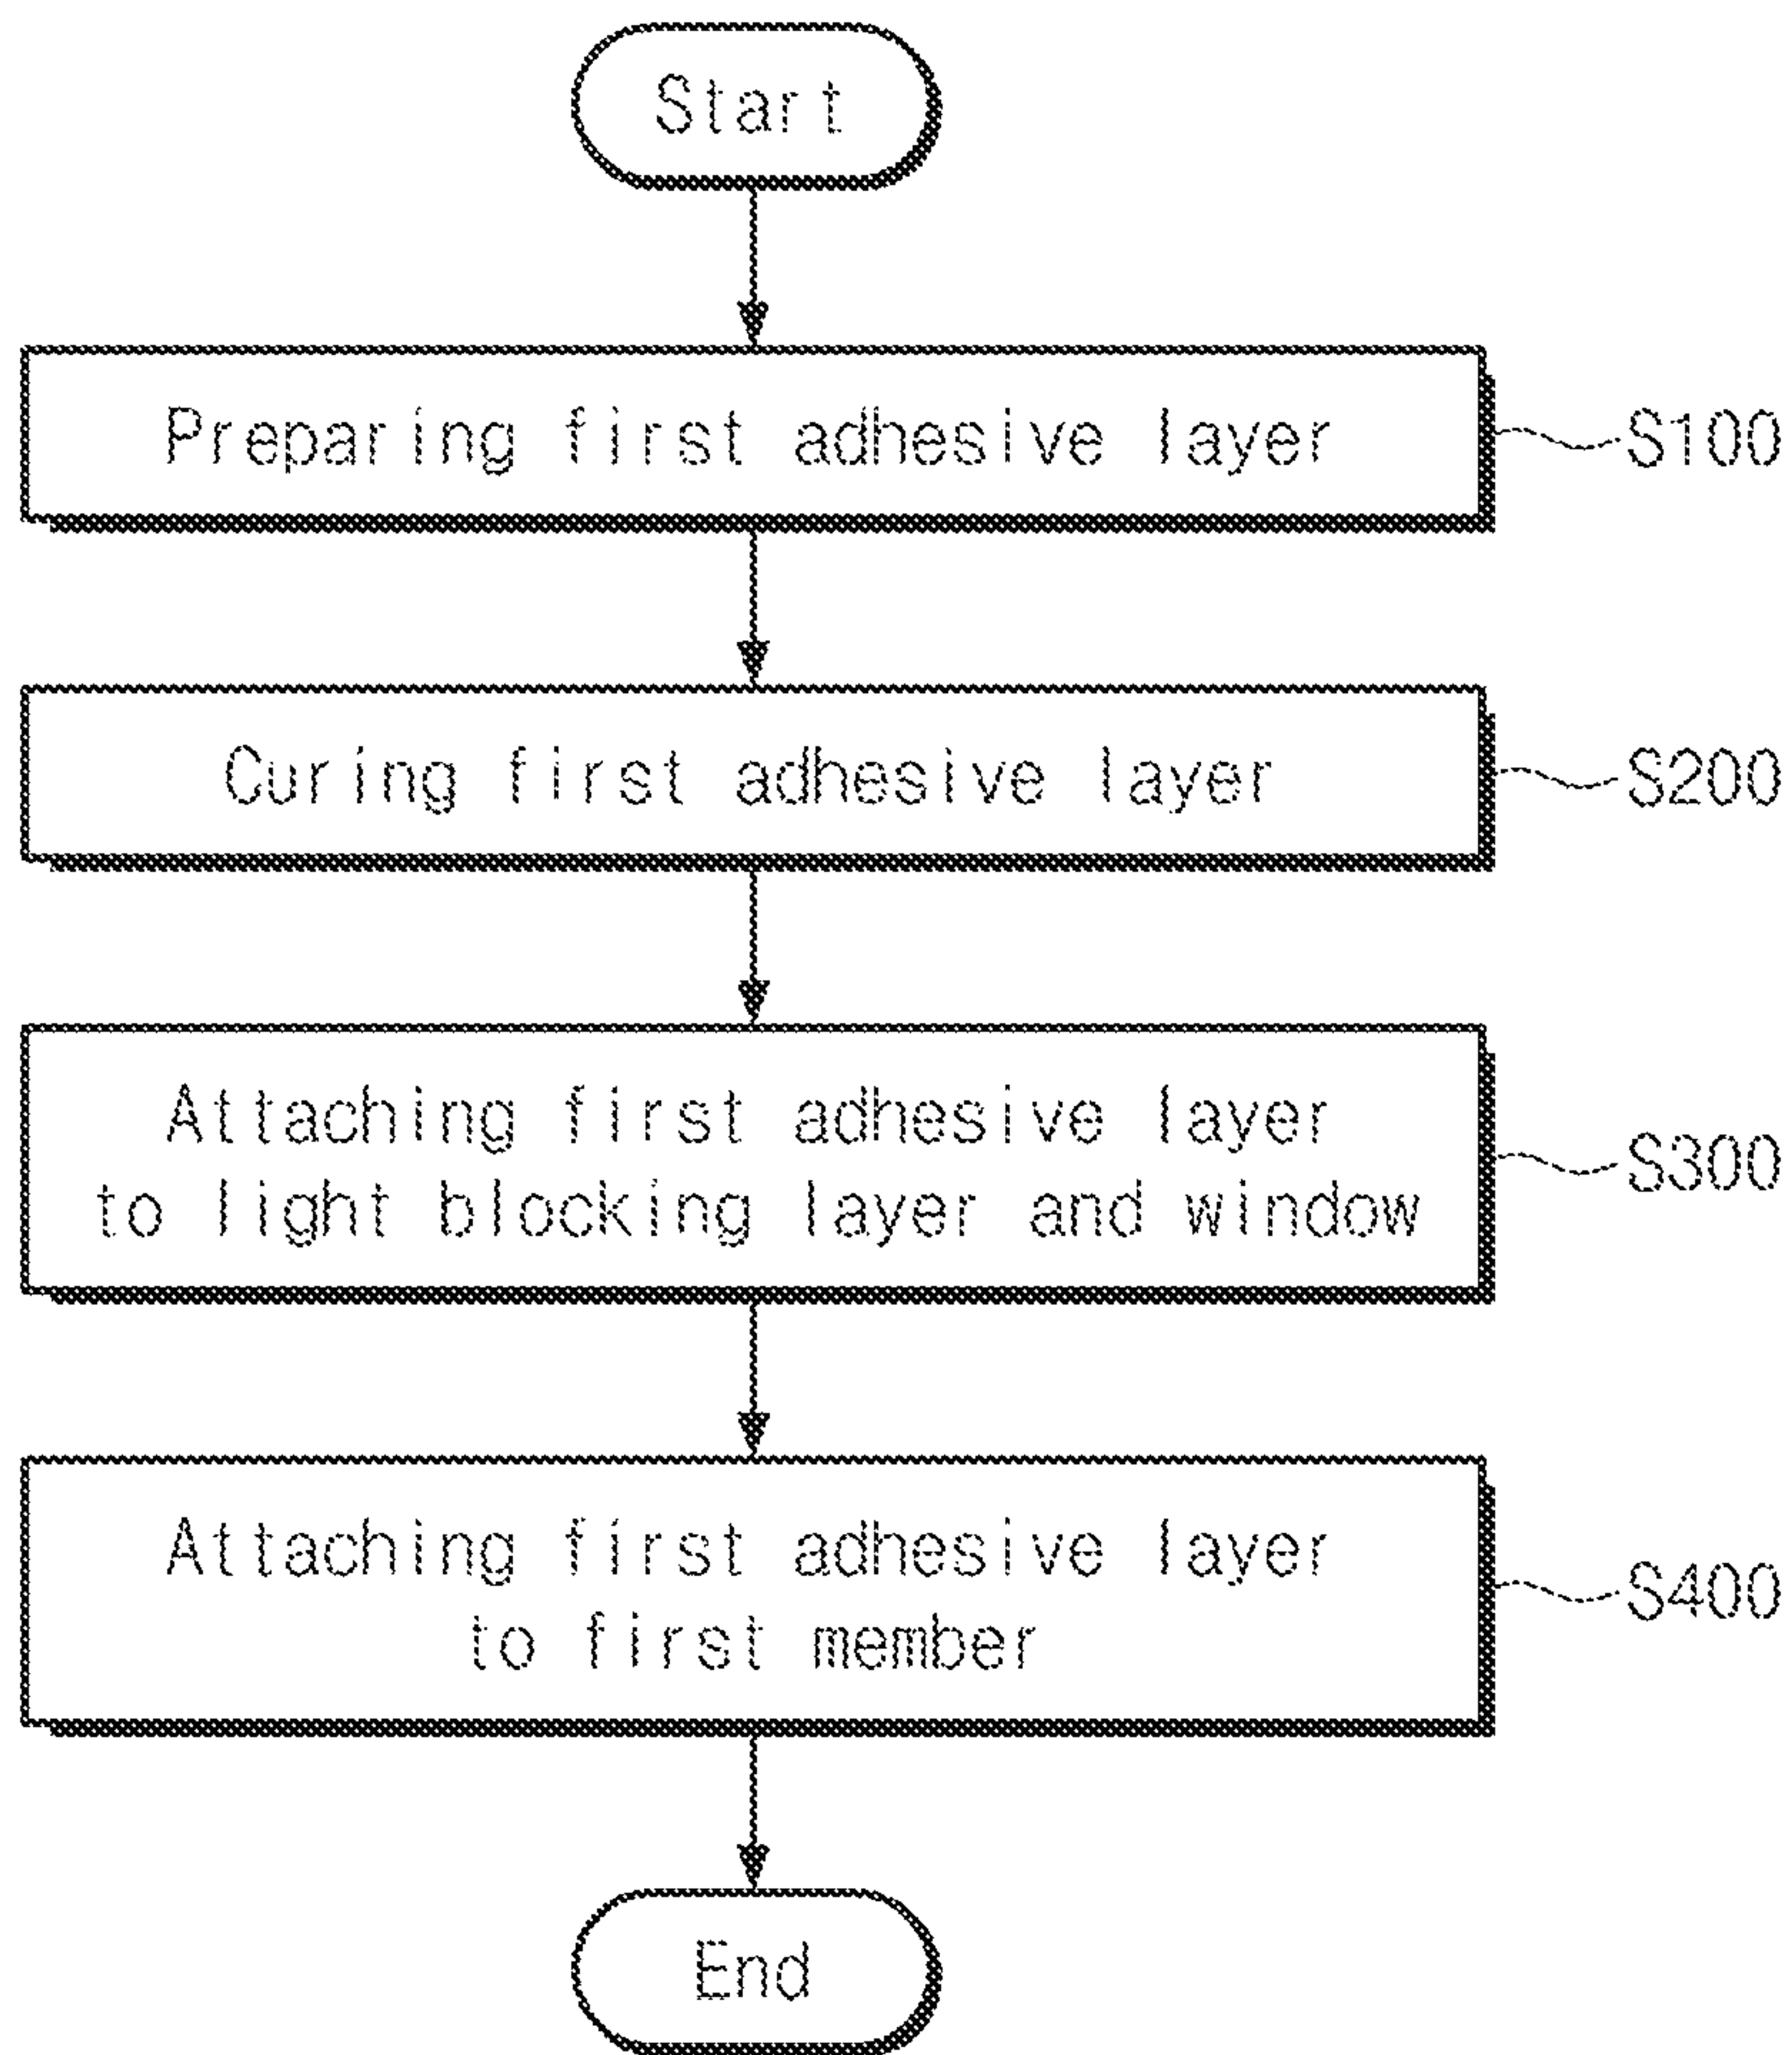 Start
Preparing first adhesive layer
S100
Curing first adhesive layer
S200
Attaching first adhesive layer
to light blocking layer and window
S300
Attaching first adhesive layer
to first member
S400
End